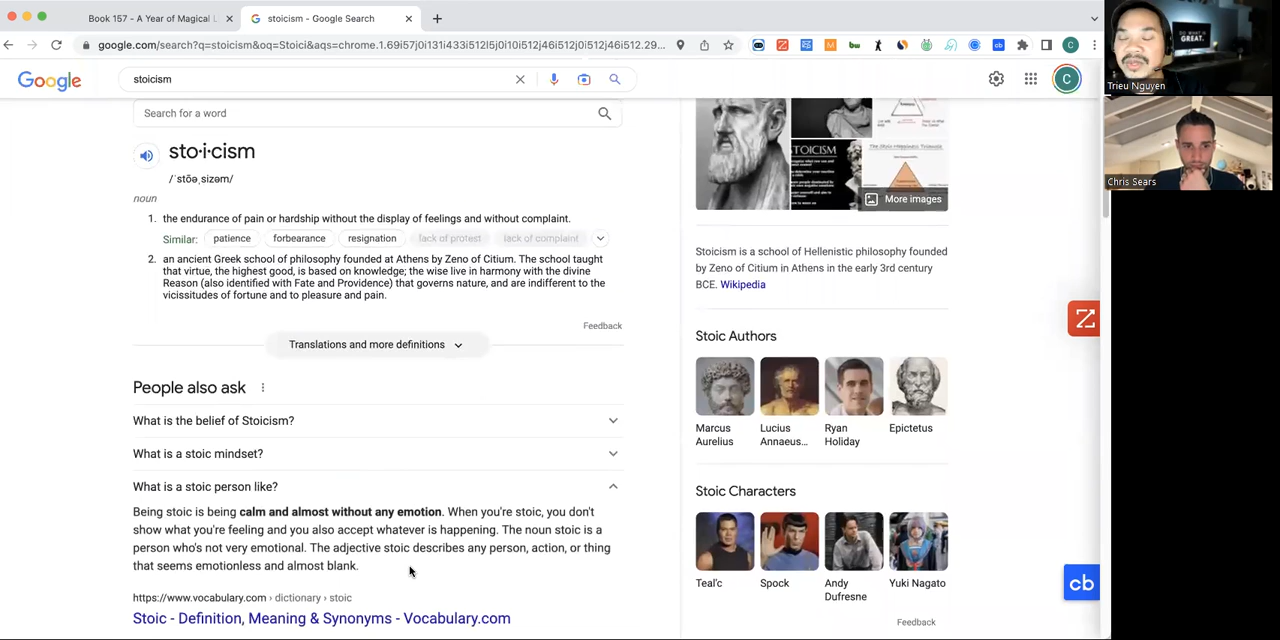 Book 157 - A Year of Magical L
stoicism - Google Search
google.com/search?q=stoicism&oq=Stoici&aqs=chrome.1.69i57j0i131i433i512l5j0i10i512j46i512j0i512j46i512.29...
C
Google
stoicism
C
Search for a word
sto·i·cism
/ˈstōəˌsizəm/
noun
1. the endurance of pain or hardship without the display of feelings and without complaint.
Similar: patience forbearance resignation lack of protest lack of complaint
2. an ancient Greek school of philosophy founded at Athens by Zeno of Citium. The school taught
that virtue, the highest good, is based on knowledge; the wise live in harmony with the divine
Reason (also identified with Fate and Providence) that governs nature, and are indifferent to the
vicissitudes of fortune and to pleasure and pain.
Feedback
Translations and more definitions
People also ask
What is the belief of Stoicism?
What is a stoic mindset?
What is a stoic person like?
Being stoic is being calm and almost without any emotion. When you're stoic, you don't
show what you're feeling and you also accept whatever is happening. The noun stoic is a
person who's not very emotional. The adjective stoic describes any person, action, or thing
that seems emotionless and almost blank.
https://www.vocabulary.com › dictionary › stoic
Stoic - Definition, Meaning & Synonyms - Vocabulary.com
STOICISM
More images
Stoicism is a school of Hellenistic philosophy founded
by Zeno of Citium in Athens in the early 3rd century
BCE. Wikipedia
Stoic Authors
Marcus Aurelius
Lucius Annaeus...
Ryan Holiday
Epictetus
Stoic Characters
Teal'c
Spock
Andy Dufresne
Yuki Nagato
Feedback
cb
DO WHAT IS
GREAT.
Trieu Nguyen
Chris Sears